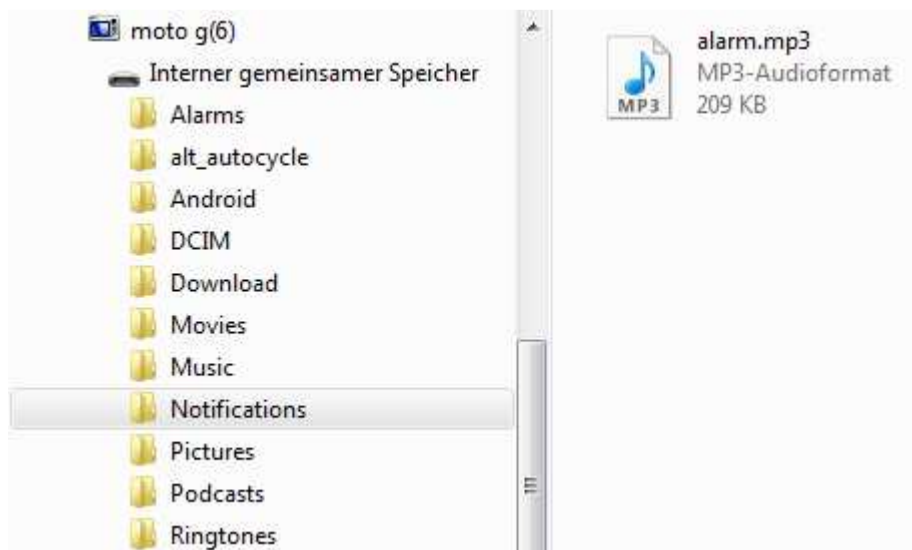 moto g(6)
Interner gemeinsamer Speicher
Alarms
alt_autocycle
Android
DCIM
Download
Movies
Music
Notifications
Pictures
Podcasts
Ringtones
MP3
alarm.mp3
MP3-Audioformat
209 KB